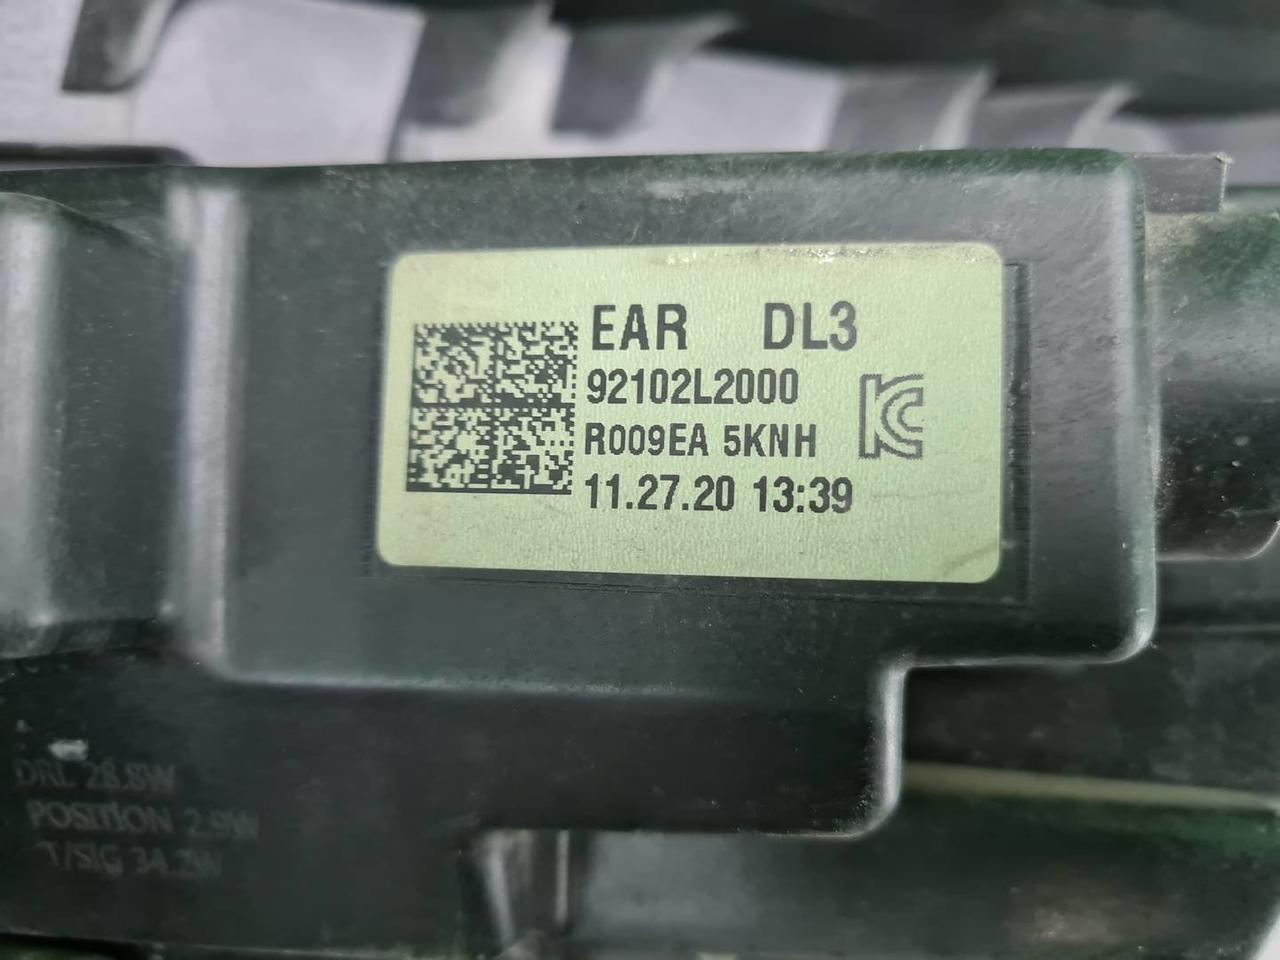 EAR DL3
92102L2000
R009EA 5KNH
KC
11.27.20 13:39
DRL 28.8W
POSITION 2.9W
T/SIG 34.2W